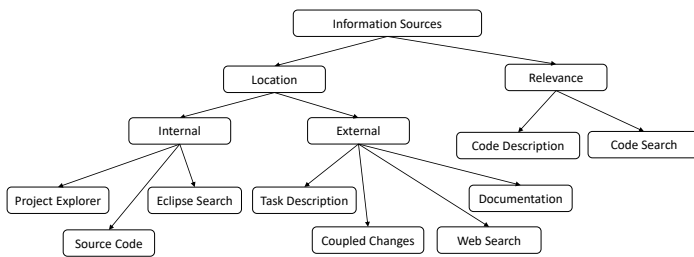 Information Sources
Location
Relevance
Internal
External
Code Description
Code Search
Project Explorer
Eclipse Search
Task Description
Documentation
Source Code
Coupled Changes
Web Search